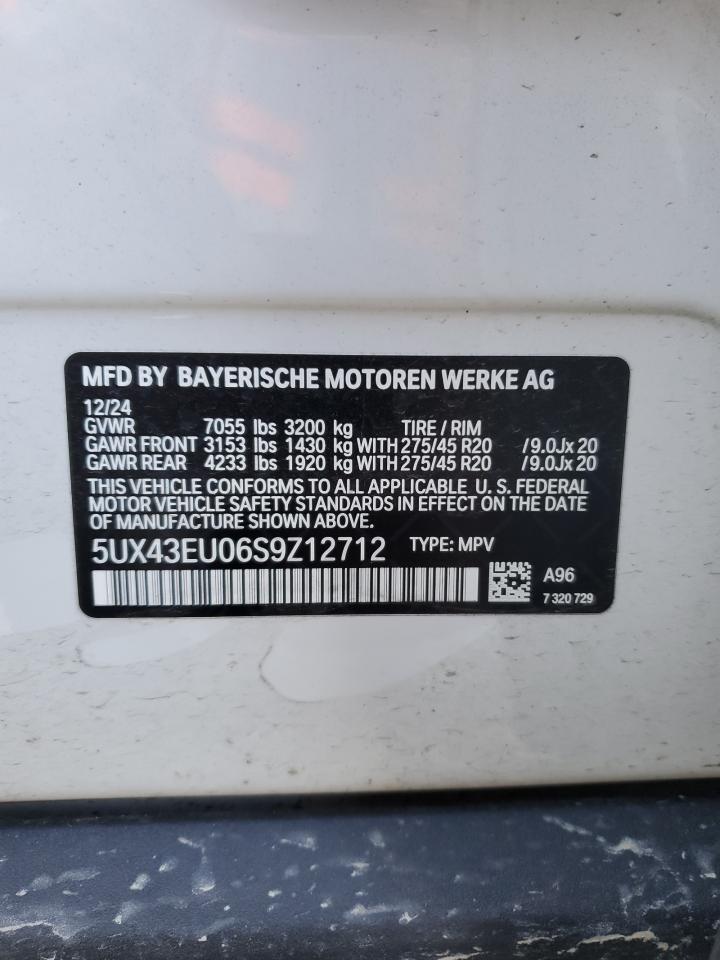 MFD BY BAYERISCHE MOTOREN WERKE AG
12/24
GVWR 7055 lbs 3200 kg TIRE / RIM
GAWR FRONT 3153 lbs 1430 kg WITH 275/45 R20 / 9.0Jx 20
GAWR REAR 4233 lbs 1920 kg WITH 275/45 R20 / 9.0Jx 20
THIS VEHICLE CONFORMS TO ALL APPLICABLE U. S. FEDERAL
MOTOR VEHICLE SAFETY STANDARDS IN EFFECT ON THE DATE
OF MANUFACTURE SHOWN ABOVE.
5UX43EU06S9Z12712 TYPE: MPV
A96
7 320 729